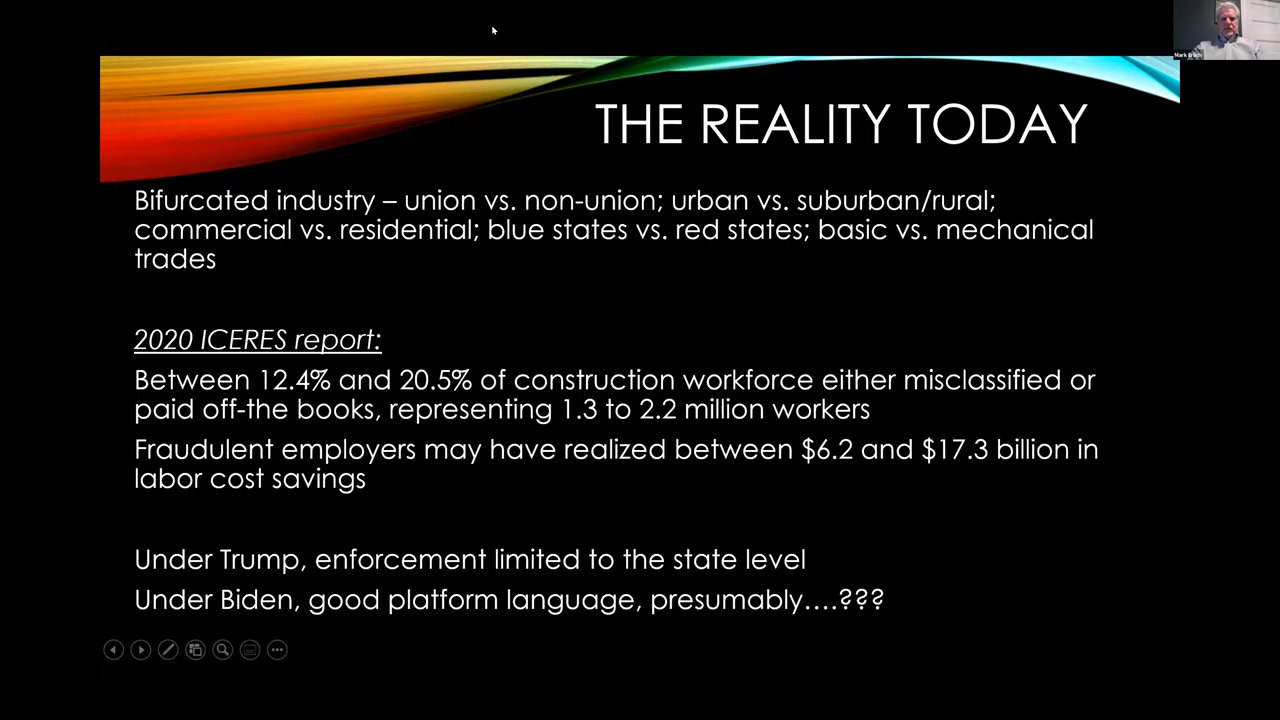 Mark Erlich
THE REALITY TODAY
Bifurcated industry – union vs. non-union; urban vs. suburban/rural;
commercial vs. residential; blue states vs. red states; basic vs. mechanical
trades
2020 ICERES report:
Between 12.4% and 20.5% of construction workforce either misclassified or
paid off-the books, representing 1.3 to 2.2 million workers
Fraudulent employers may have realized between $6.2 and $17.3 billion in
labor cost savings
Under Trump, enforcement limited to the state level
Under Biden, good platform language, presumably….???